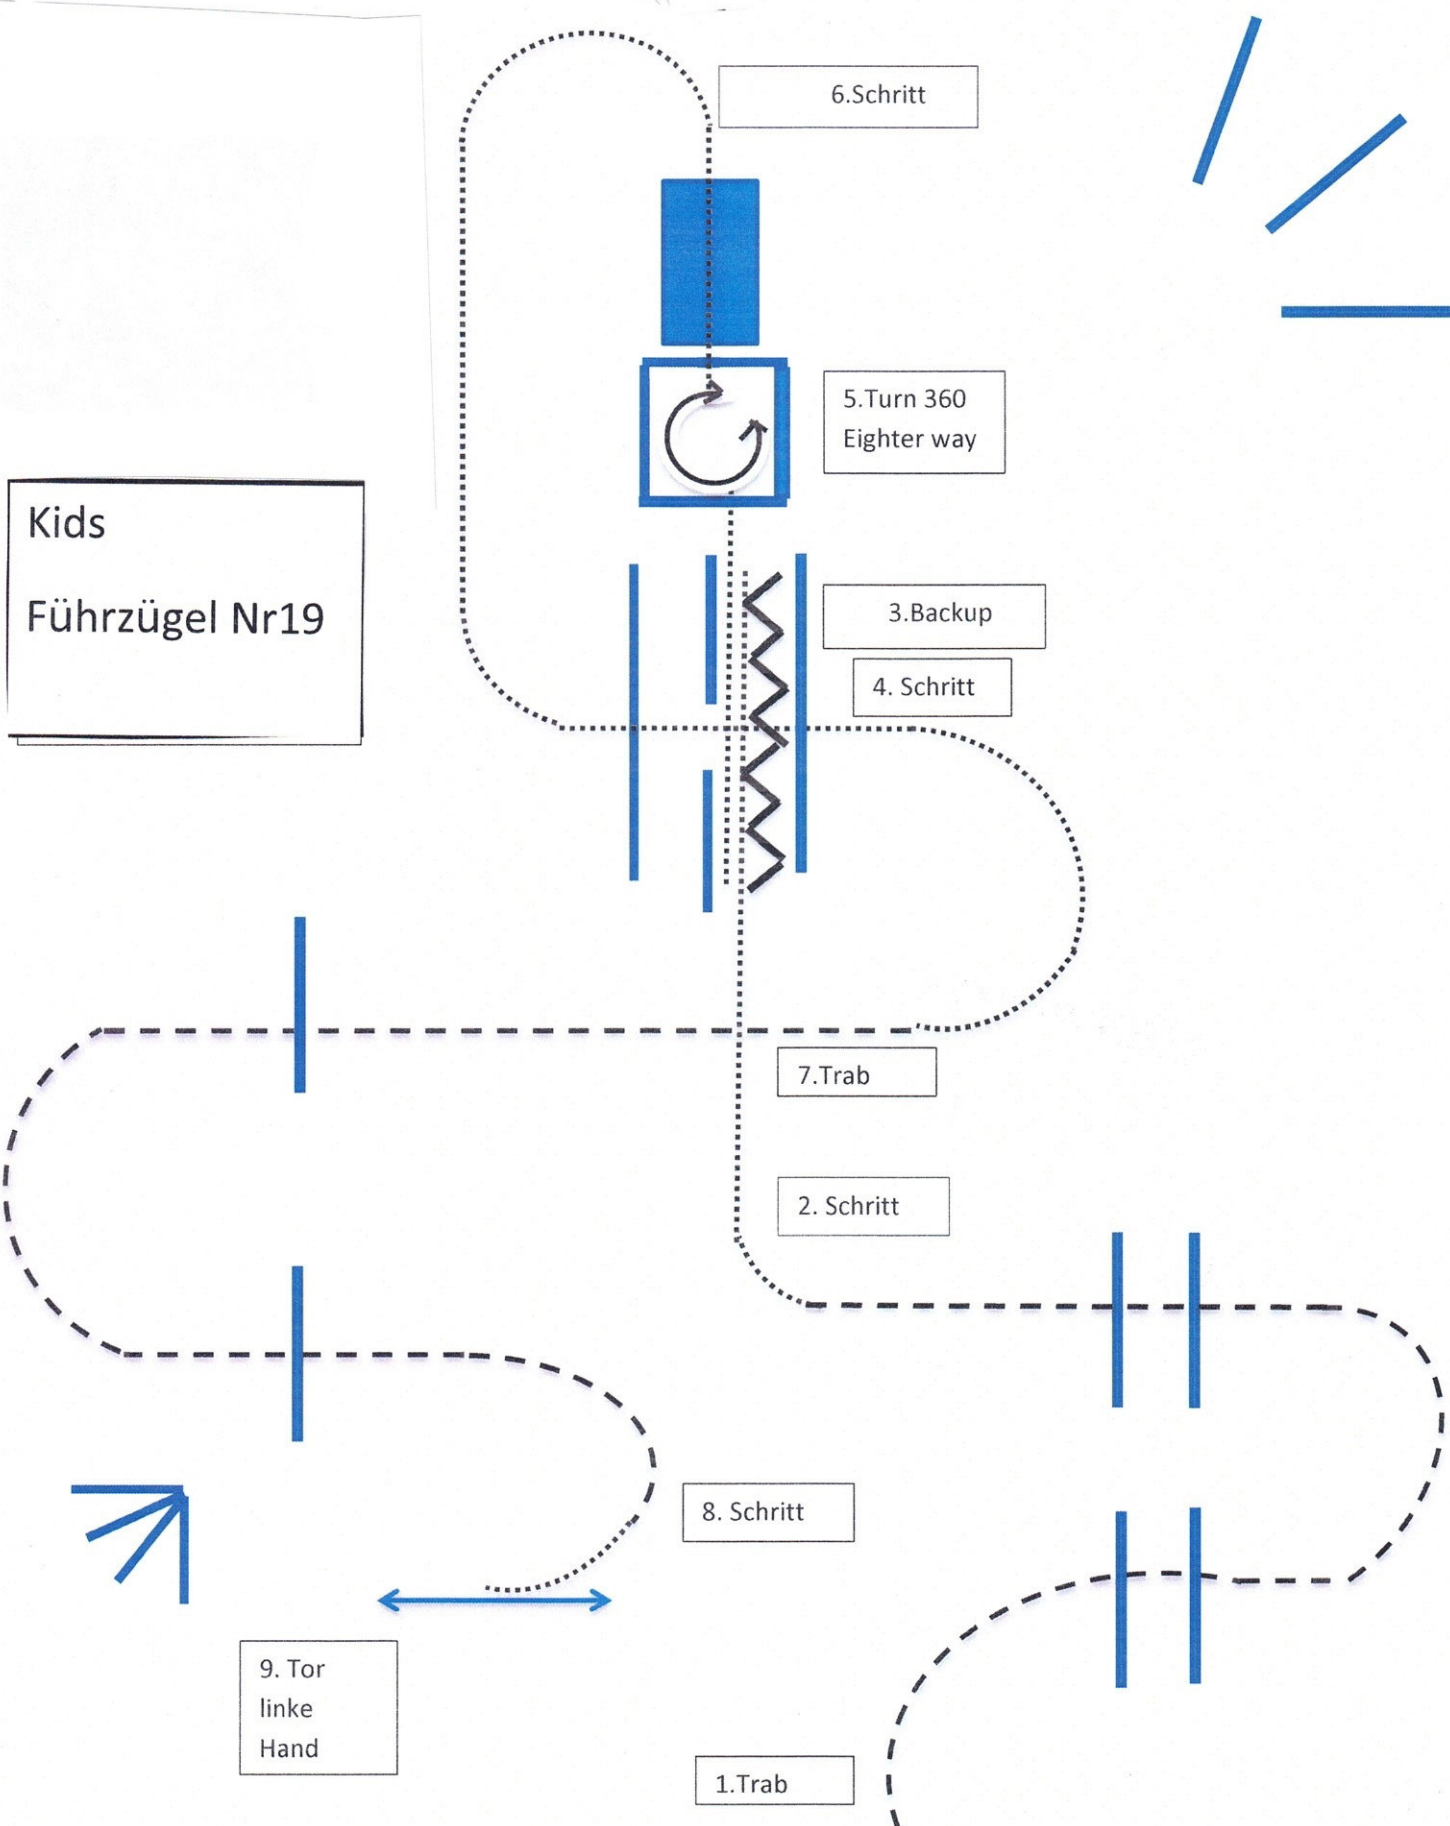 6.Schritt
5.Turn 360
Eighter way
Kids
Führzügel Nr19
3.Backup
4. Schritt
7.Trab
2. Schritt
8. Schritt
9. Tor
linke
Hand
1.Trab